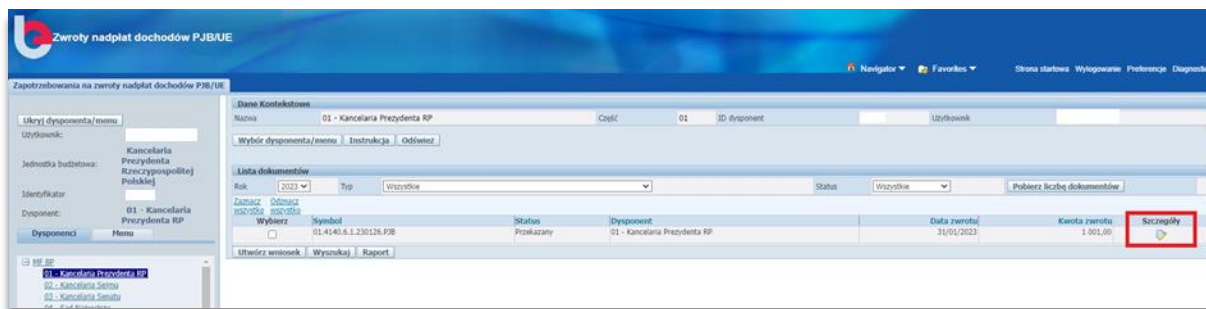 Zwroty nadpłat dochodów PJB/UE
Navigator Favorites Strona startowa Wylogowanie Preferencje Diagnosty
Zapotrzebowania na zwroty nadpłat dochodów PJB/UE
Ukryj dysponenta/menu
Użytkownik:
Jednostka budżetowa: Kancelaria Prezydenta Rzeczypospolitej Polskiej
Identyfikator
Dysponent: 01 - Kancelaria Prezydenta RP
Dysponenci Menu
MF BP
01 - Kancelaria Prezydenta RP
02 - Kancelaria Sejmu
03 - Kancelaria Senatu
04 - Sąd Najwyższy
Dane Kontekstowe
Nazwa 01 - Kancelaria Prezydenta RP Część 01 ID dysponent Użytkownik
Wybór dysponenta/menu Instrukcja Odśwież
Lista dokumentów
Rok 2023 Typ Wszystkie Status Wszystkie Pobierz liczbę dokumentów
Zaznacz wszystko Odznacz wszystko
Wybierz Symbol Status Dysponent Data zwrotu Kwota zwrotu Szczegóły
01.4140.6.1.230126.PJB Przekazany 01 - Kancelaria Prezydenta RP 31/01/2023 1 001,00
Utwórz wniosek Wyszukaj Raport